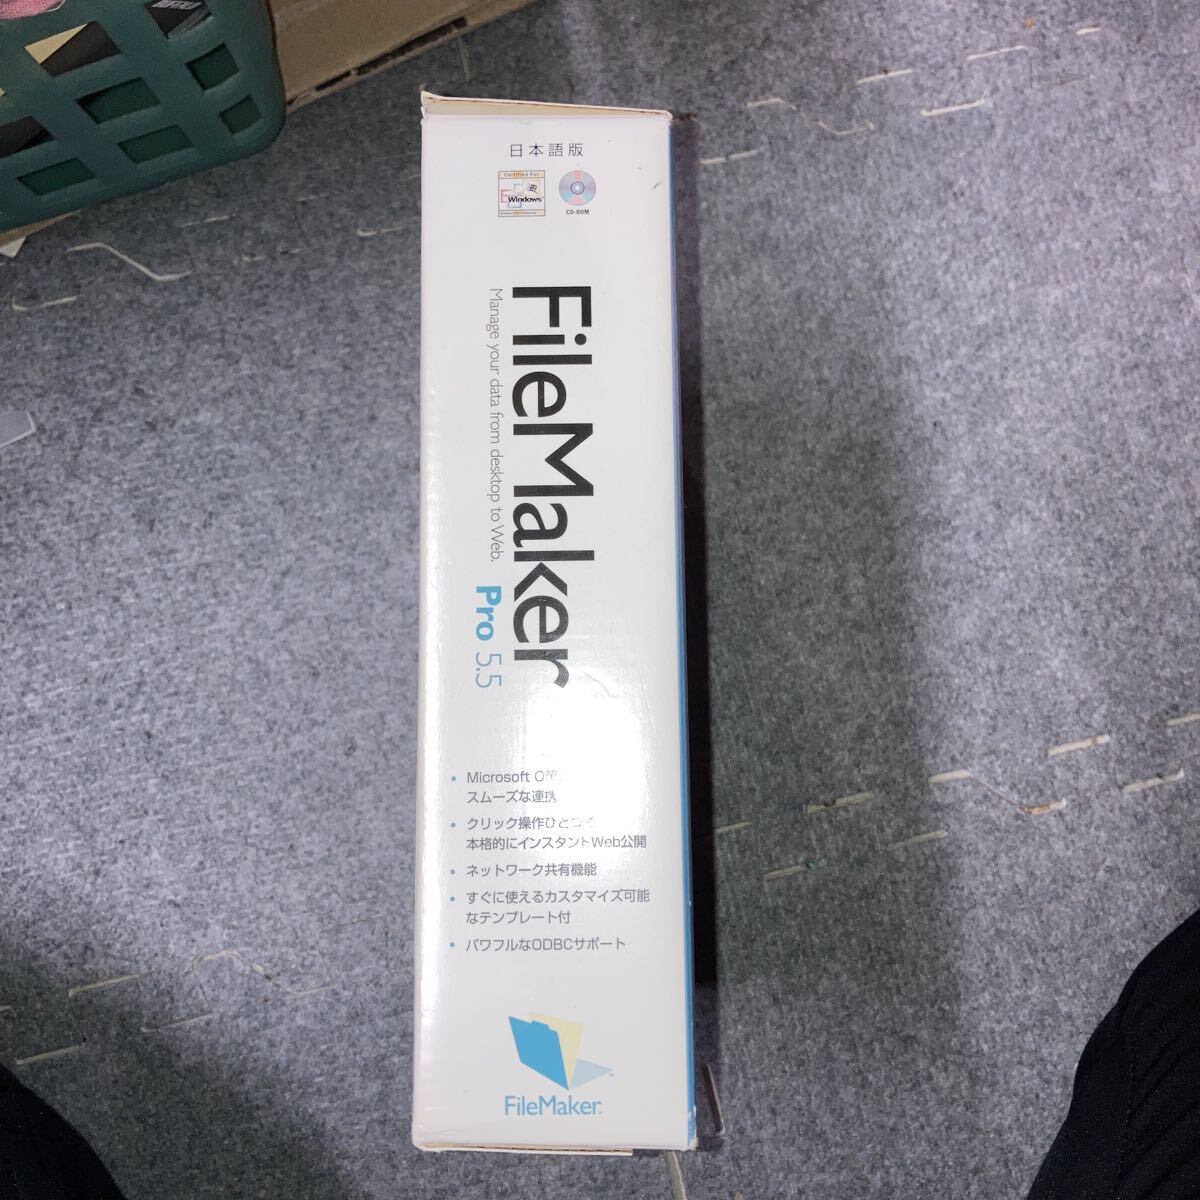 日本語版
Certified For
Windows
CD-ROM
FileMaker
Manage your data from desktop to Web.
Pro 5.5
• Microsoft
スムーズな連携
• クリック操作ひとつ
本格的にインスタントWeb公開
• ネットワーク共有機能
• すぐに使えるカスタマイズ可能
なテンプレート付
• パワフルなODBCサポート
FileMaker